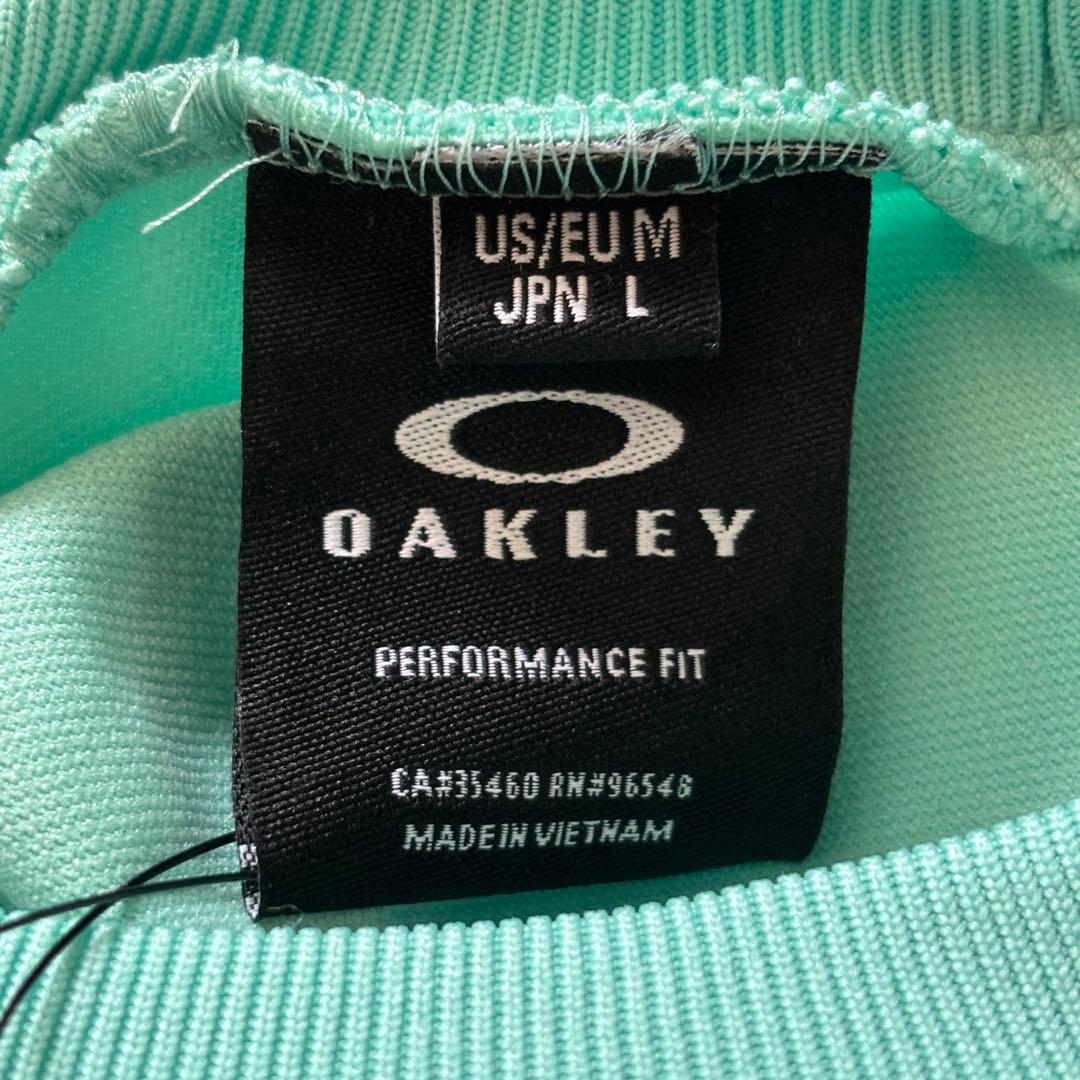 US/EU M
JPN L
OAKLEY
PERFORMANCE FIT
CA#35460 RN#96548
MADE IN VIETNAM